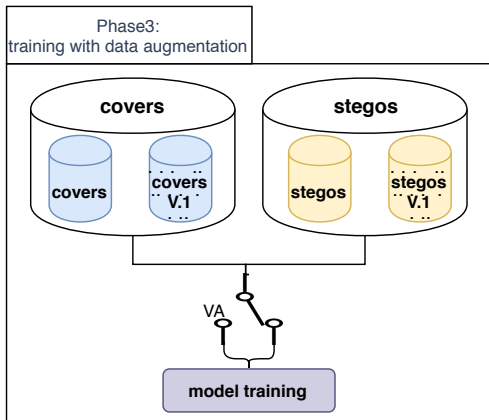 Phase3:
training with data augmentation
covers
stegos
covers
covers
V.1
stegos
stegos
V.1
VA
model training